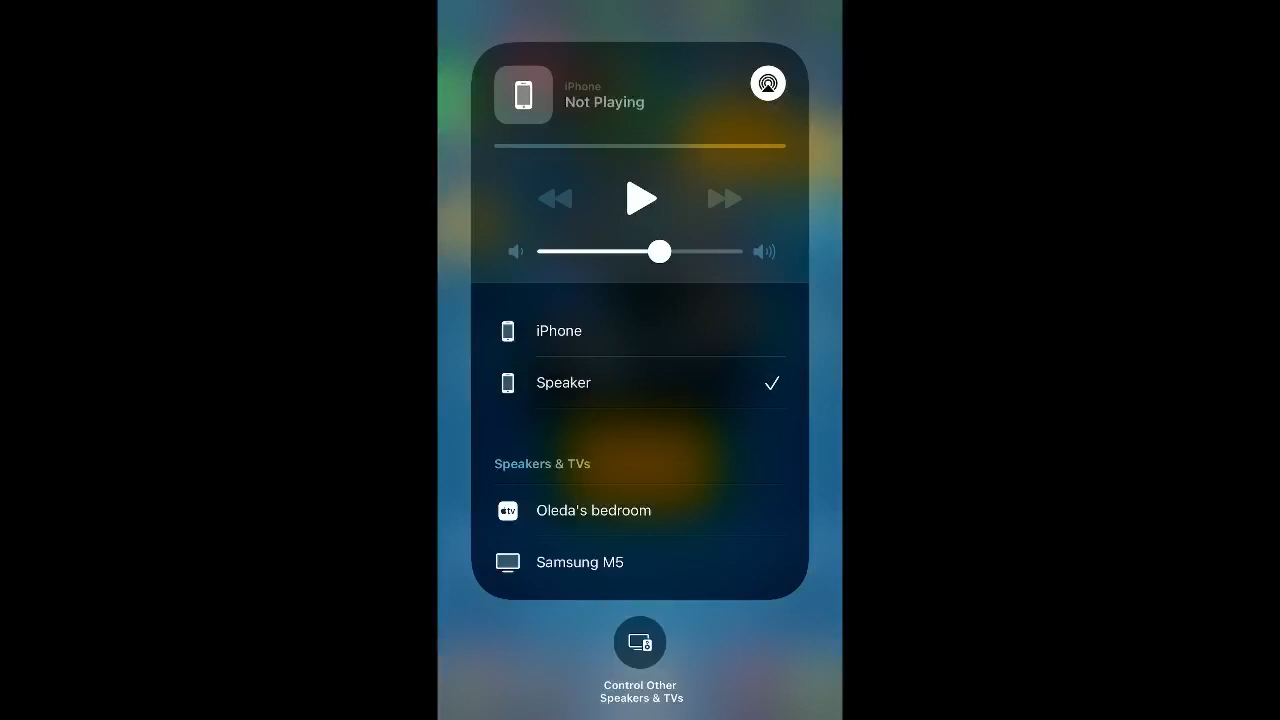 iPhone
Not Playing
iPhone
Speaker
Speakers & TVs
tv
Oleda's bedroom
Samsung M5
Control Other
Speakers & TVs